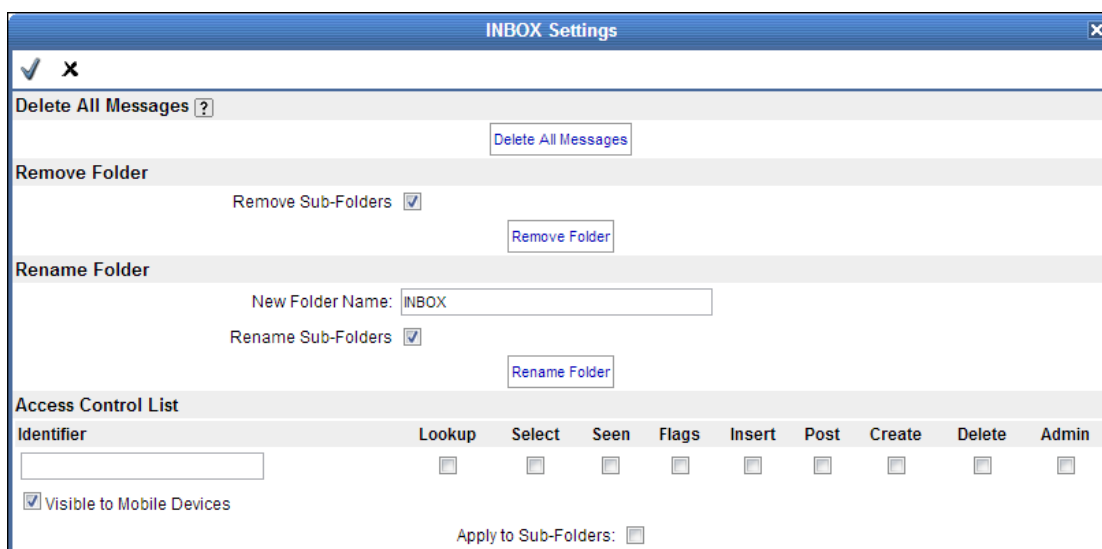 INBOX Settings
Delete All Messages ?
Delete All Messages
Remove Folder
Remove Sub-Folders
Remove Folder
Rename Folder
New Folder Name: INBOX
Rename Sub-Folders
Rename Folder
Access Control List
Identifier Lookup Select Seen Flags Insert Post Create Delete Admin
Visible to Mobile Devices
Apply to Sub-Folders: